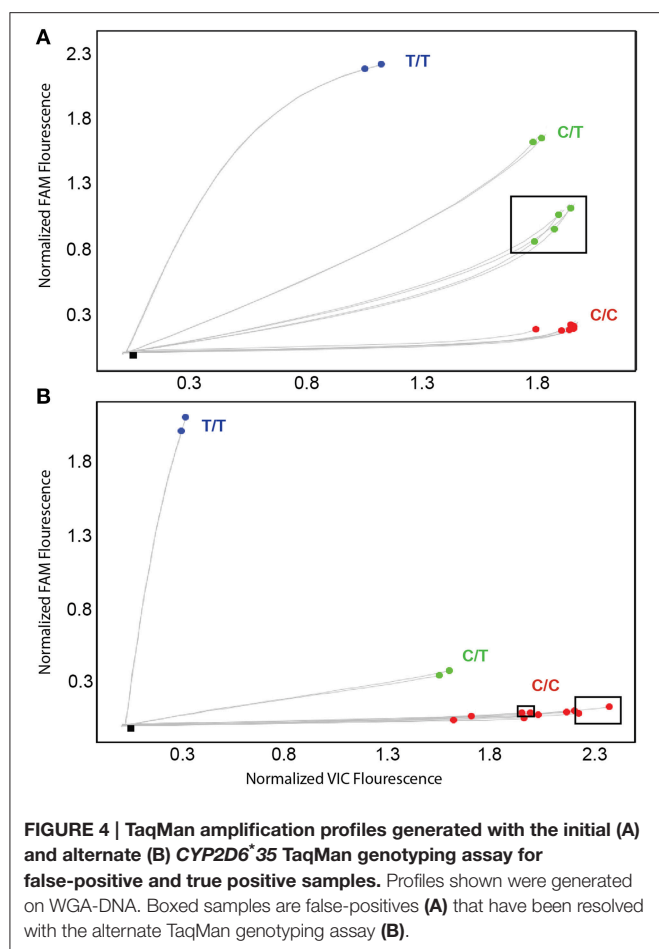 A
Normalized FAM Flourescence
2.3
1.8
1.3
0.8
0.3
T/T
C/T
C/C
0.3 0.8 1.3 1.8
B
Normalized FAM Flourescence
1.8
1.3
0.8
0.3
T/T
C/T
C/C
0.3 0.8 1.3 1.8 2.3
Normalized VIC Flourescence
FIGURE 4 | TaqMan amplification profiles generated with the initial (A)
and alternate (B) CYP2D6*35 TaqMan genotyping assay for
false-positive and true positive samples. Profiles shown were generated
on WGA-DNA. Boxed samples are false-positives (A) that have been resolved
with the alternate TaqMan genotyping assay (B).